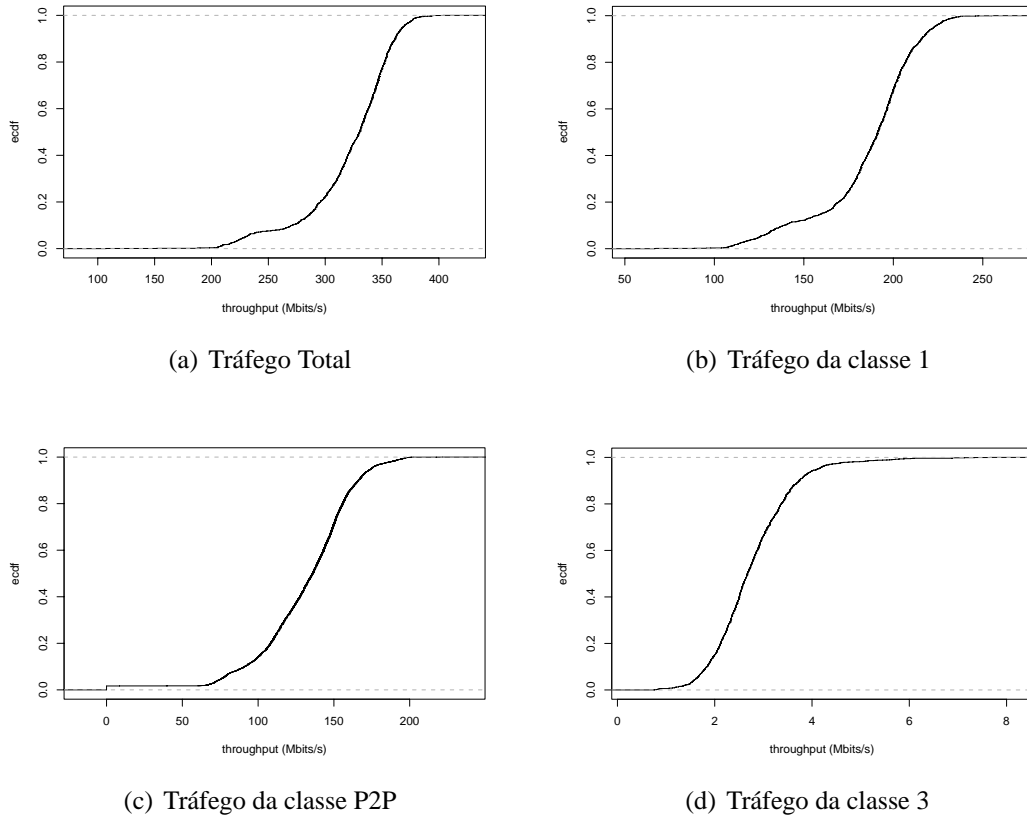 1.0
0.8
0.6
0.4
0.2
0.0
ecdf
100 150 200 250 300 350 400
throughput (Mbits/s)
(a) Tráfego Total
1.0
0.8
0.6
0.4
0.2
0.0
ecdf
50 100 150 200 250
throughput (Mbits/s)
(b) Tráfego da classe 1
1.0
0.8
0.6
0.4
0.2
0.0
ecdf
0 50 100 150 200
throughput (Mbits/s)
(c) Tráfego da classe P2P
1.0
0.8
0.6
0.4
0.2
0.0
ecdf
0 2 4 6 8
throughput (Mbits/s)
(d) Tráfego da classe 3